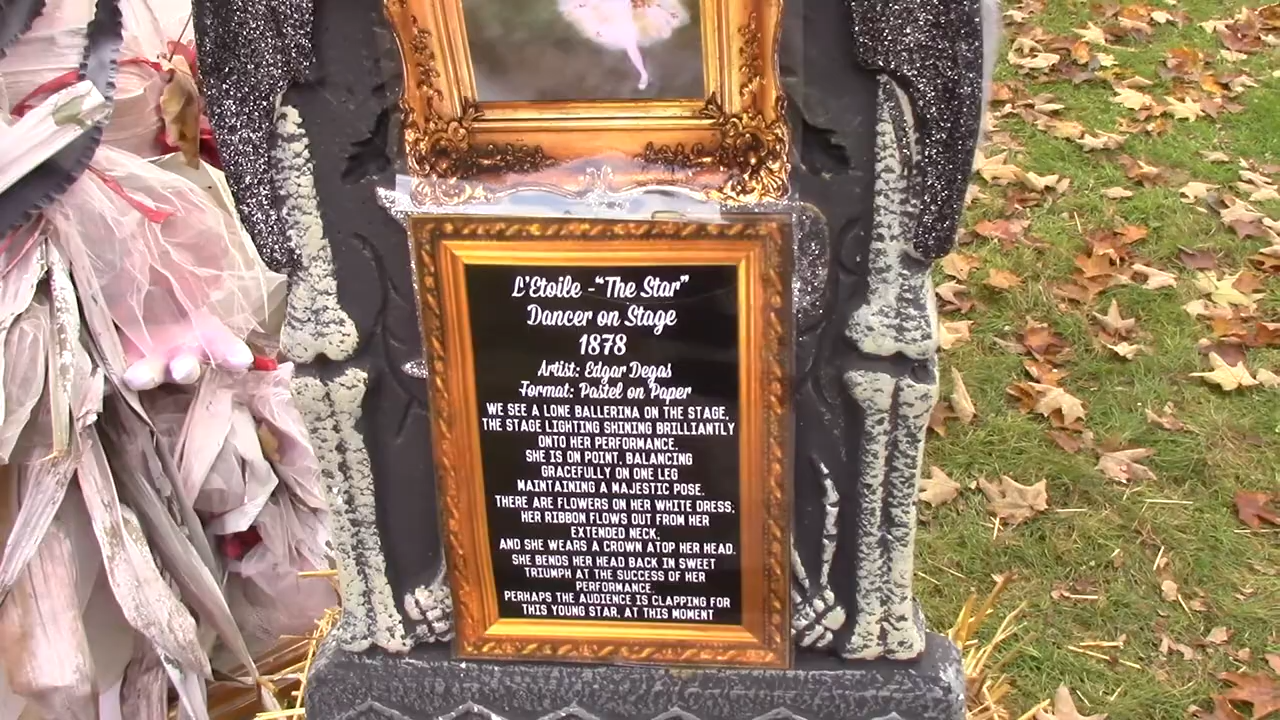 L'Etoile -"The Star"
Dancer on Stage
1878
Artist: Edgar Degas
Format: Pastel on Paper
WE SEE A LONE BALLERINA ON THE STAGE,
THE STAGE LIGHTING SHINING BRILLIANTLY
ONTO HER PERFORMANCE.
SHE IS ON POINT, BALANCING
GRACEFULLY ON ONE LEG
MAINTAINING A MAJESTIC POSE.
THERE ARE FLOWERS ON HER WHITE DRESS;
HER RIBBON FLOWS OUT FROM HER
EXTENDED NECK,
AND SHE WEARS A CROWN ATOP HER HEAD.
SHE BENDS HER HEAD BACK IN SWEET
TRIUMPH AT THE SUCCESS OF HER
PERFORMANCE.
PERHAPS THE AUDIENCE IS CLAPPING FOR
THIS YOUNG STAR, AT THIS MOMENT